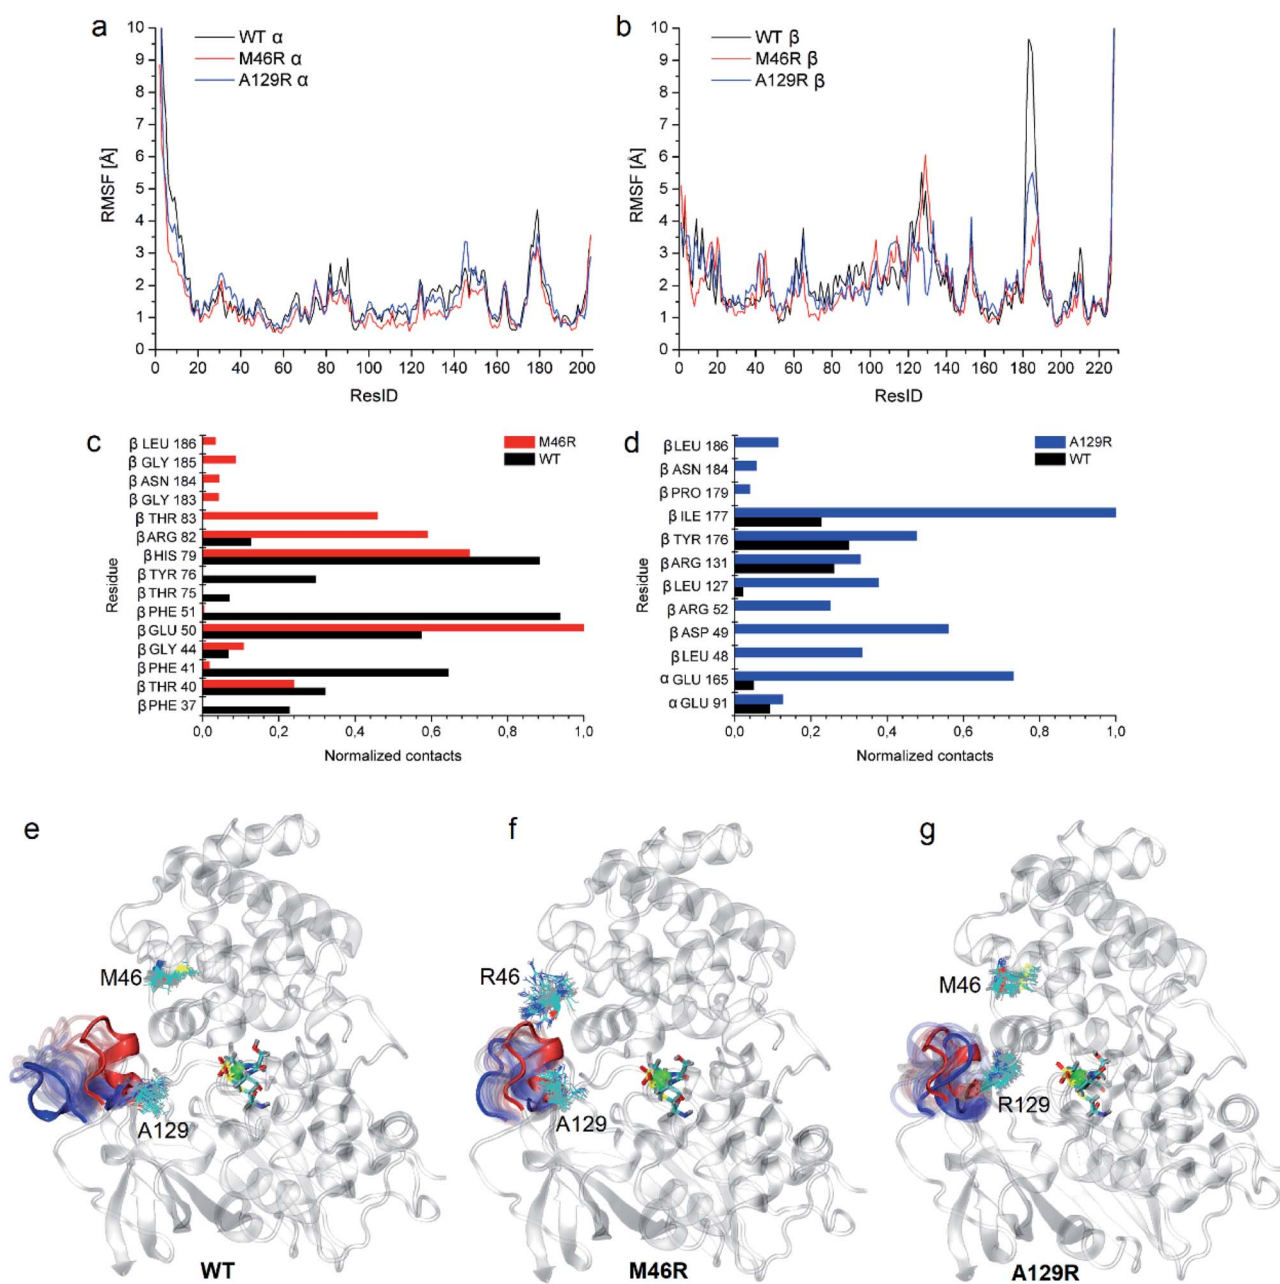 a
WT α
M46R α
A129R α
10
9
8
7
6
5
4
3
2
1
0
RMSF [Å]
0 20 40 60 80 100 120 140 160 180 200
ResID
b
WT β
M46R β
A129R β
10
9
8
7
6
5
4
3
2
1
0
RMSF [Å]
0 20 40 60 80 100 120 140 160 180 200 220
ResID
c
M46R
WT
β LEU 186
β GLY 185
β ASN 184
β GLY 183
β THR 83
β ARG 82
β HIS 79
β TYR 76
β THR 75
β PHE 51
β GLU 50
β GLY 44
β PHE 41
β THR 40
β PHE 37
Residue
0,0 0,2 0,4 0,6 0,8 1,0
Normalized contacts
d
A129R
WT
β LEU 186
β ASN 184
β PRO 179
β ILE 177
β TYR 176
β ARG 131
β LEU 127
β ARG 52
β ASP 49
β LEU 48
α GLU 165
α GLU 91
Residue
0,0 0,2 0,4 0,6 0,8 1,0
Normalized contacts
e
M46
A129
WT
f
R46
A129
M46R
g
M46
R129
A129R